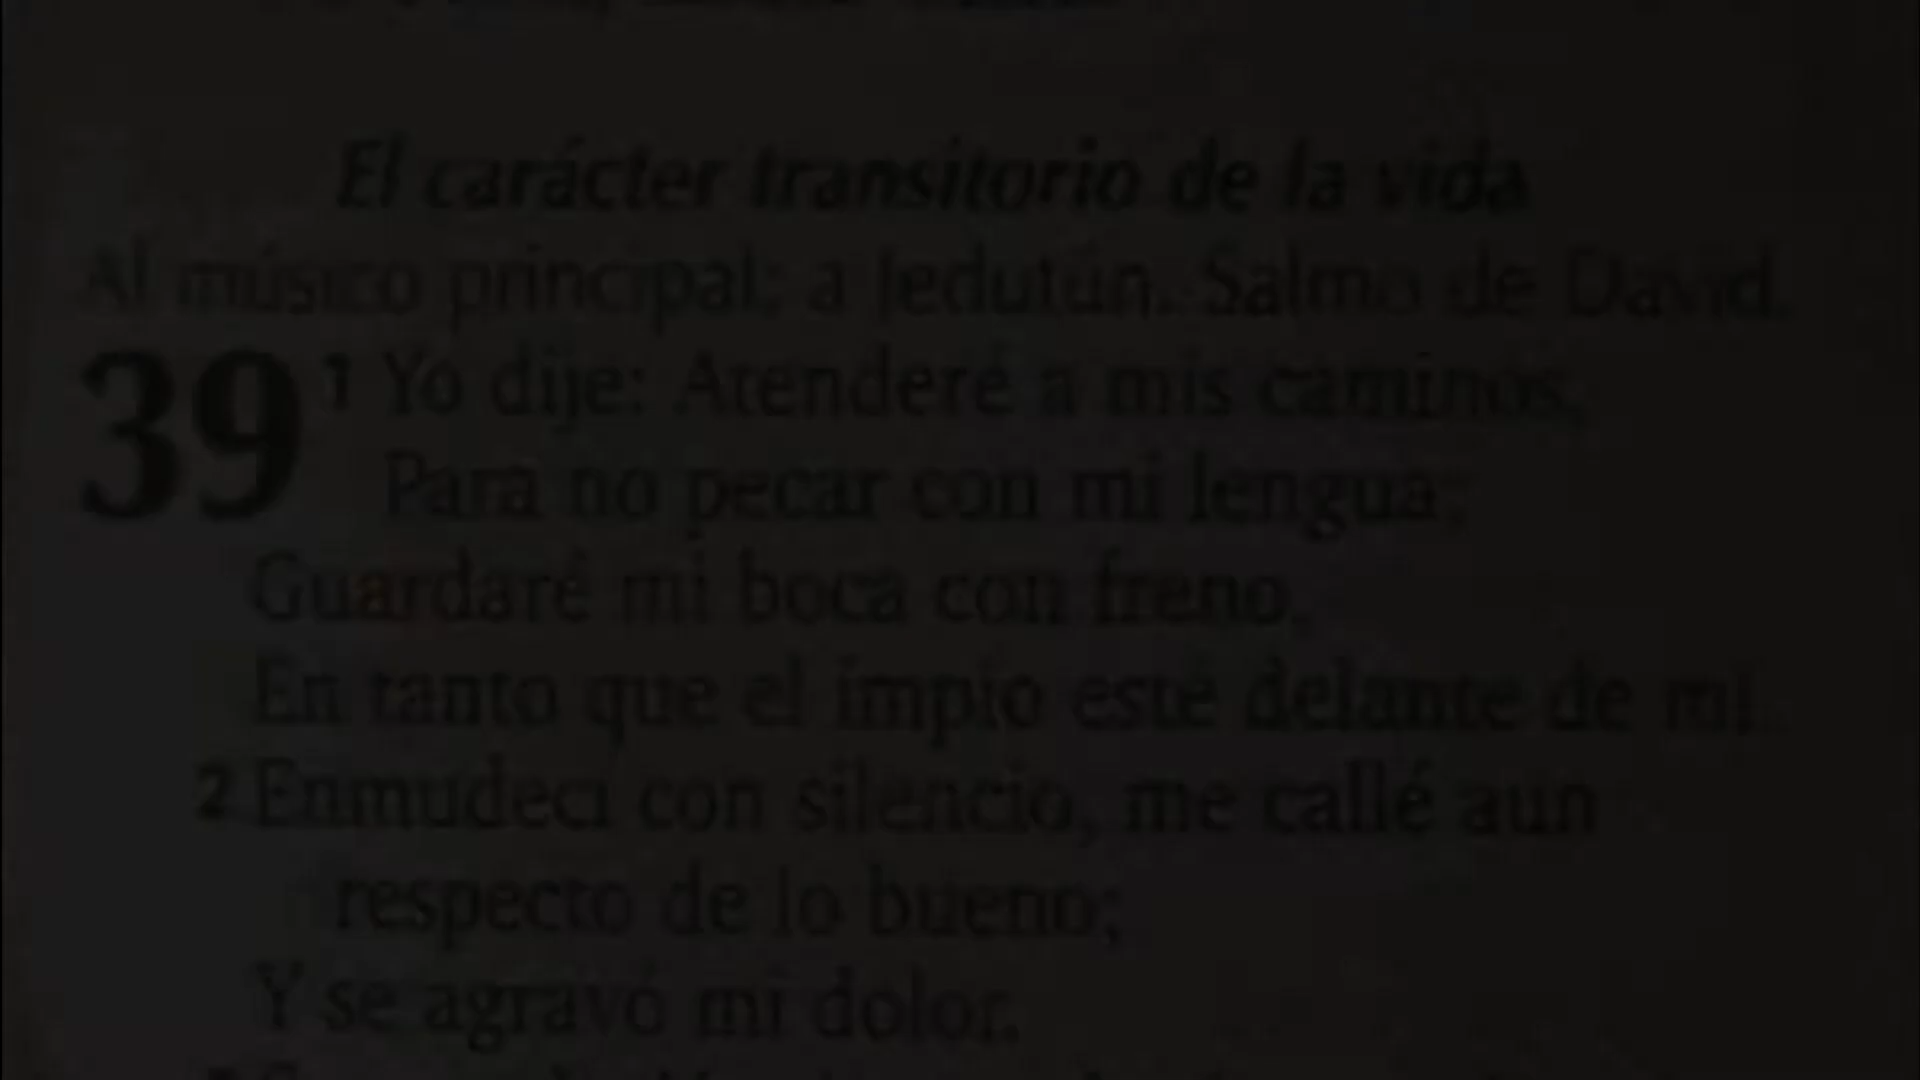 El carácter transitorio de la vida
Al músico principal; a Jedutún. Salmo de David.
39 1 Yo dije: Atenderé a mis caminos,
Para no pecar con mi lengua;
Guardaré mi boca con freno,
En tanto que el impío esté delante de mí.
2 Enmudecí con silencio, me callé aun
respecto de lo bueno;
Y se agravó mi dolor.